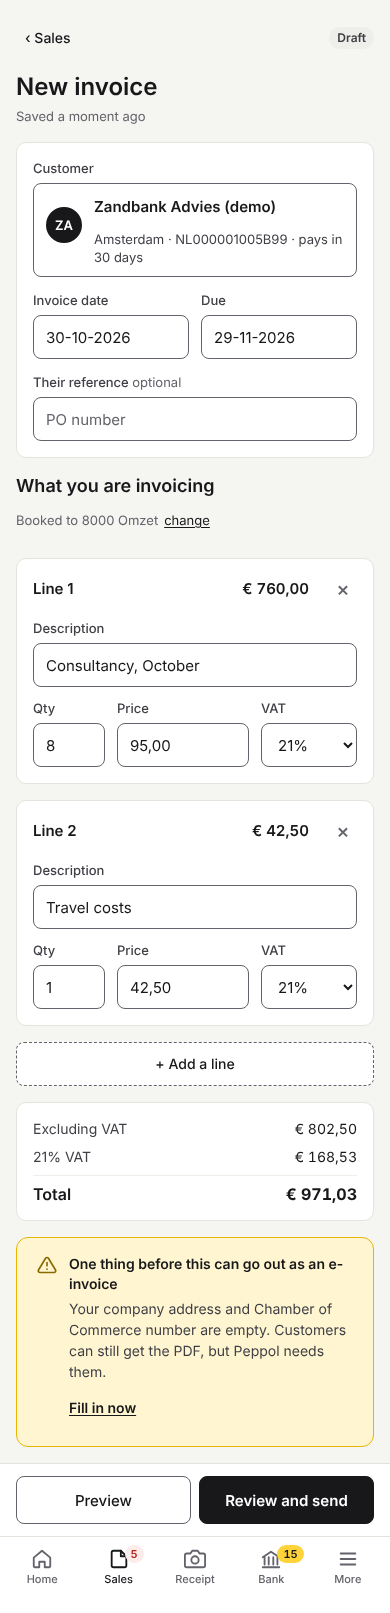 ‹ Sales
Draft
New invoice
Saved a moment ago
Customer
ZA
Zandbank Advies (demo)
Amsterdam · NL000001005B99 · pays in
30 days
Invoice date
Due
30-10-2026
29-11-2026
Their reference optional
PO number
What you are invoicing
Booked to 8000 Omzet change
Line 1
€ 760,00
×
Description
Consultancy, October
Qty
Price
VAT
8
95,00
21%
Line 2
€ 42,50
×
Description
Travel costs
Qty
Price
VAT
1
42,50
21%
+ Add a line
Excluding VAT
€ 802,50
21% VAT
€ 168,53
Total
€ 971,03
One thing before this can go out as an e-
invoice
Your company address and Chamber of
Commerce number are empty. Customers
can still get the PDF, but Peppol needs
them.
Fill in now
Preview
Review and send
5
15
Home
Sales
Receipt
Bank
More